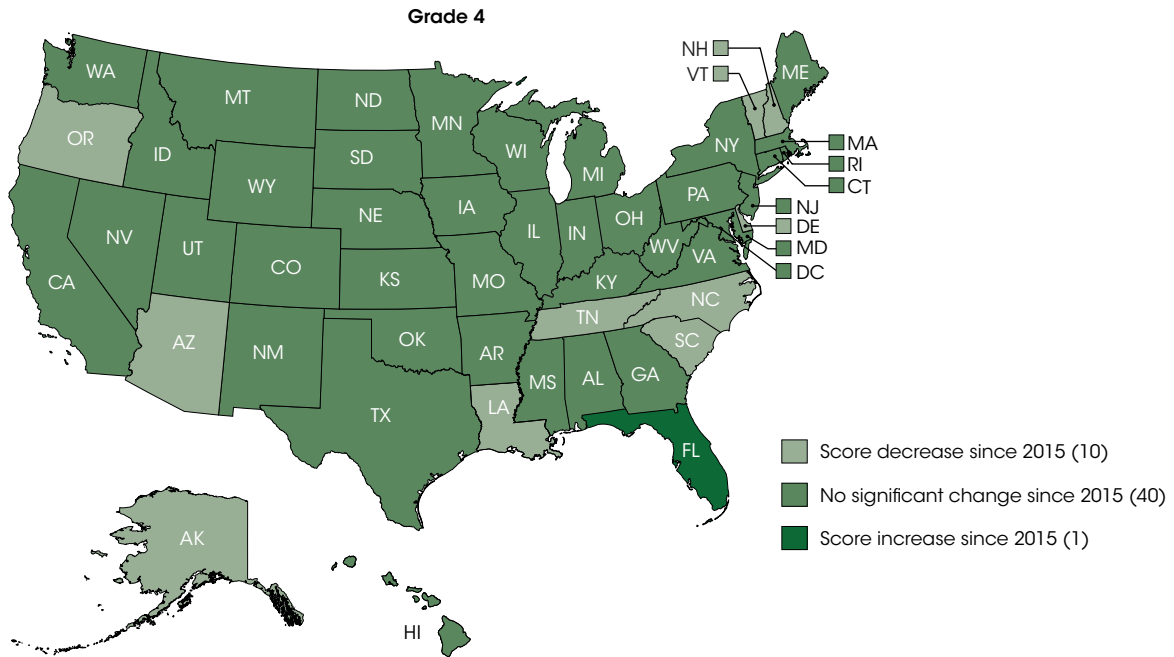 Grade 4
NH
VT
ME
WA
MT
ND
MN
OR
ID
SD
WI
NY
MA
MI
RI
WY
CT
PA
IA
NE
NJ
OH
DE
NV
IL
IN
UT
WV
MD
VA
CO
DC
CA
KS
MO
KY
NC
TN
AZ
OK
SC
NM
AR
GA
MS
AL
LA
TX
FL
Score decrease since 2015 (10)
No significant change since 2015 (40)
AK
Score increase since 2015 (1)
HI